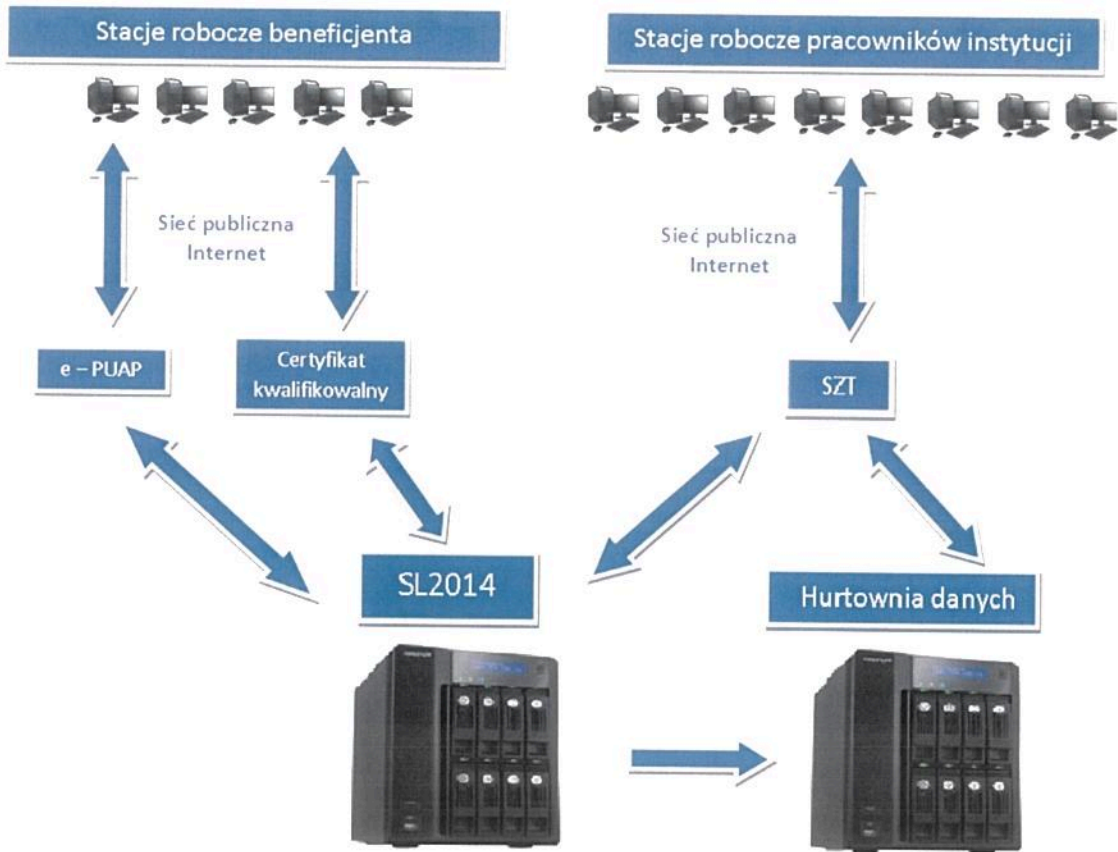 Stacje robocze beneficjenta
Stacje robocze pracowników instytucji
Sieć publiczna
Internet
Sieć publiczna
Internet
e – PUAP
Certyfikat
kwalifikowalny
SZT
SL2014
Hurtownia danych